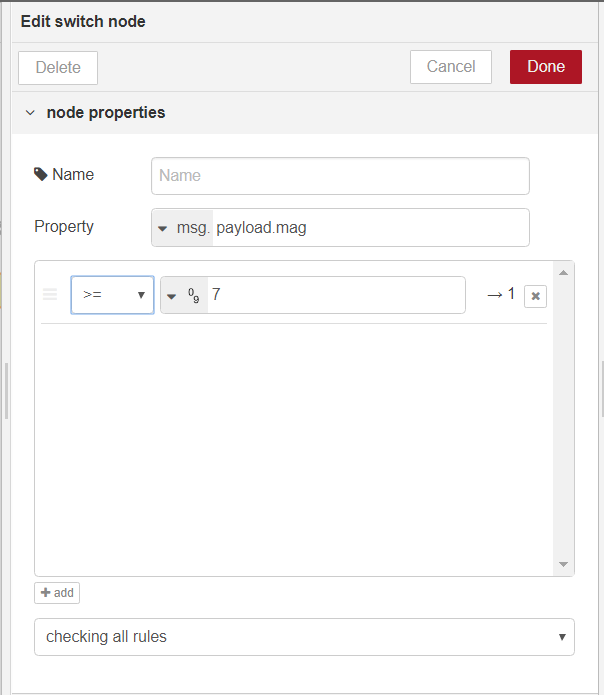 Edit switch node
Delete
Cancel
Done
node properties
Name
Name
Property
msg. payload.mag
>=
0
9
7
→ 1
add
checking all rules